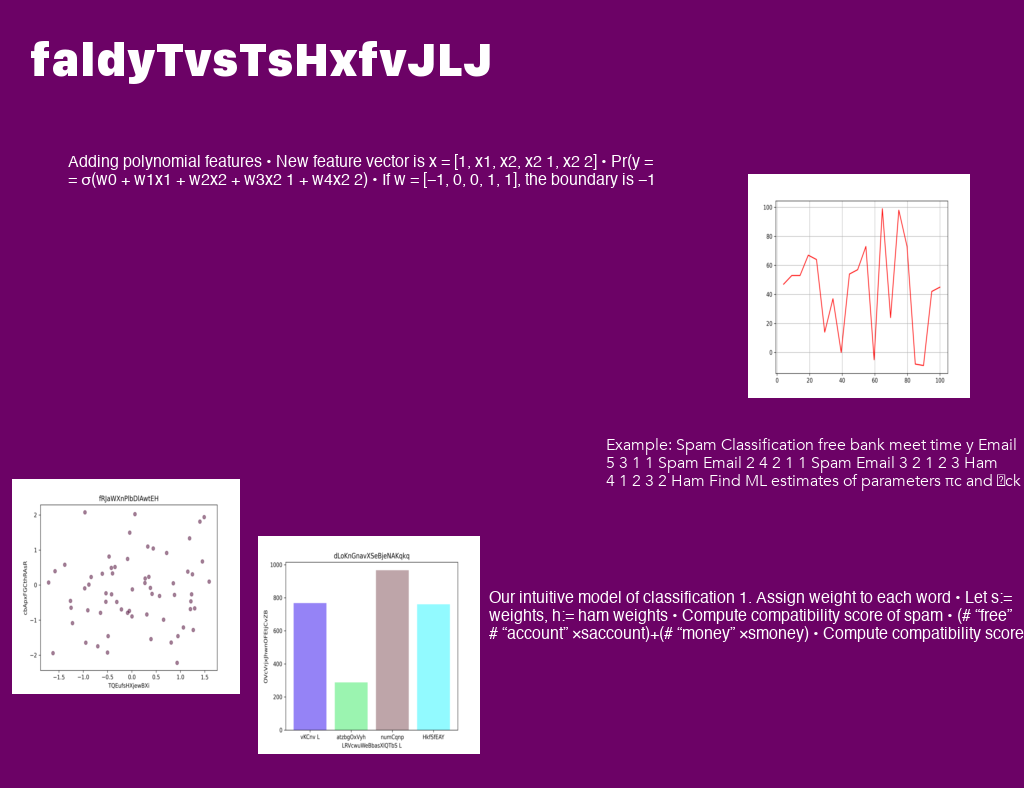 faldyTvsTsHxfvJLJ
Adding polynomial features • New feature vector is x = [1, x1, x2, x2 1, x2 2] • Pr(y =
= σ(w0 + w1x1 + w2x2 + w3x2 1 + w4x2 2) • If w = [−1, 0, 0, 1, 1], the boundary is −1
100
80
60
40
20
0
0 20 40 60 80 100
Example: Spam Classification free bank meet time y Email
5 3 1 1 Spam Email 2 4 2 1 1 Spam Email 3 2 1 2 3 Ham
4 1 2 3 2 Ham Find ML estimates of parameters πc and ck
fRJaWXnPlbDlAwtEH
2
1
0
−1
−2
−1.5 −1.0 −0.5 0.0 0.5 1.0 1.5
TQEufsHXjewBXi
dLoKnGnavXSeBjeNAKqkq
1000
800
600
400
200
0
vKCnv L atzbgOxVyh numCqnp HkfSfEAY
LRVcwuWeBbasXIQTbS L
Our intuitive model of classification 1. Assign weight to each word • Let s:=
weights, h:= ham weights • Compute compatibility score of spam • (# “free”
# “account” ×saccount)+(# “money” ×smoney) • Compute compatibility score